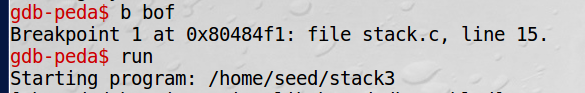 gdb-peda$ b bof
Breakpoint 1 at 0x80484f1: file stack.c, line 15.
gdb-peda$ run
Starting program: /home/seed/stack3